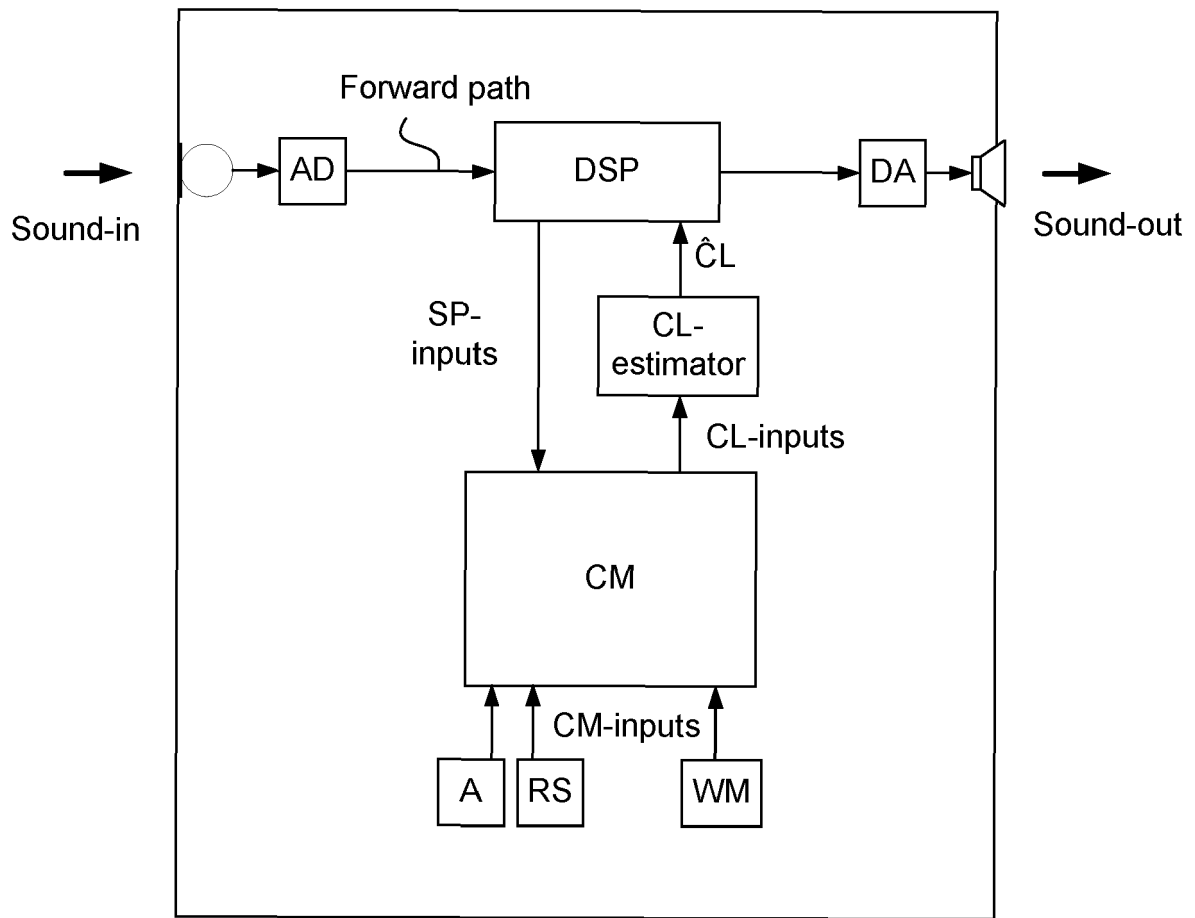 Forward path
AD
DSP
DA
Sound-in
Sound-out
ĈL
SP-
inputs
CL-
estimator
CL-inputs
CM
CM-inputs
A
RS
WM